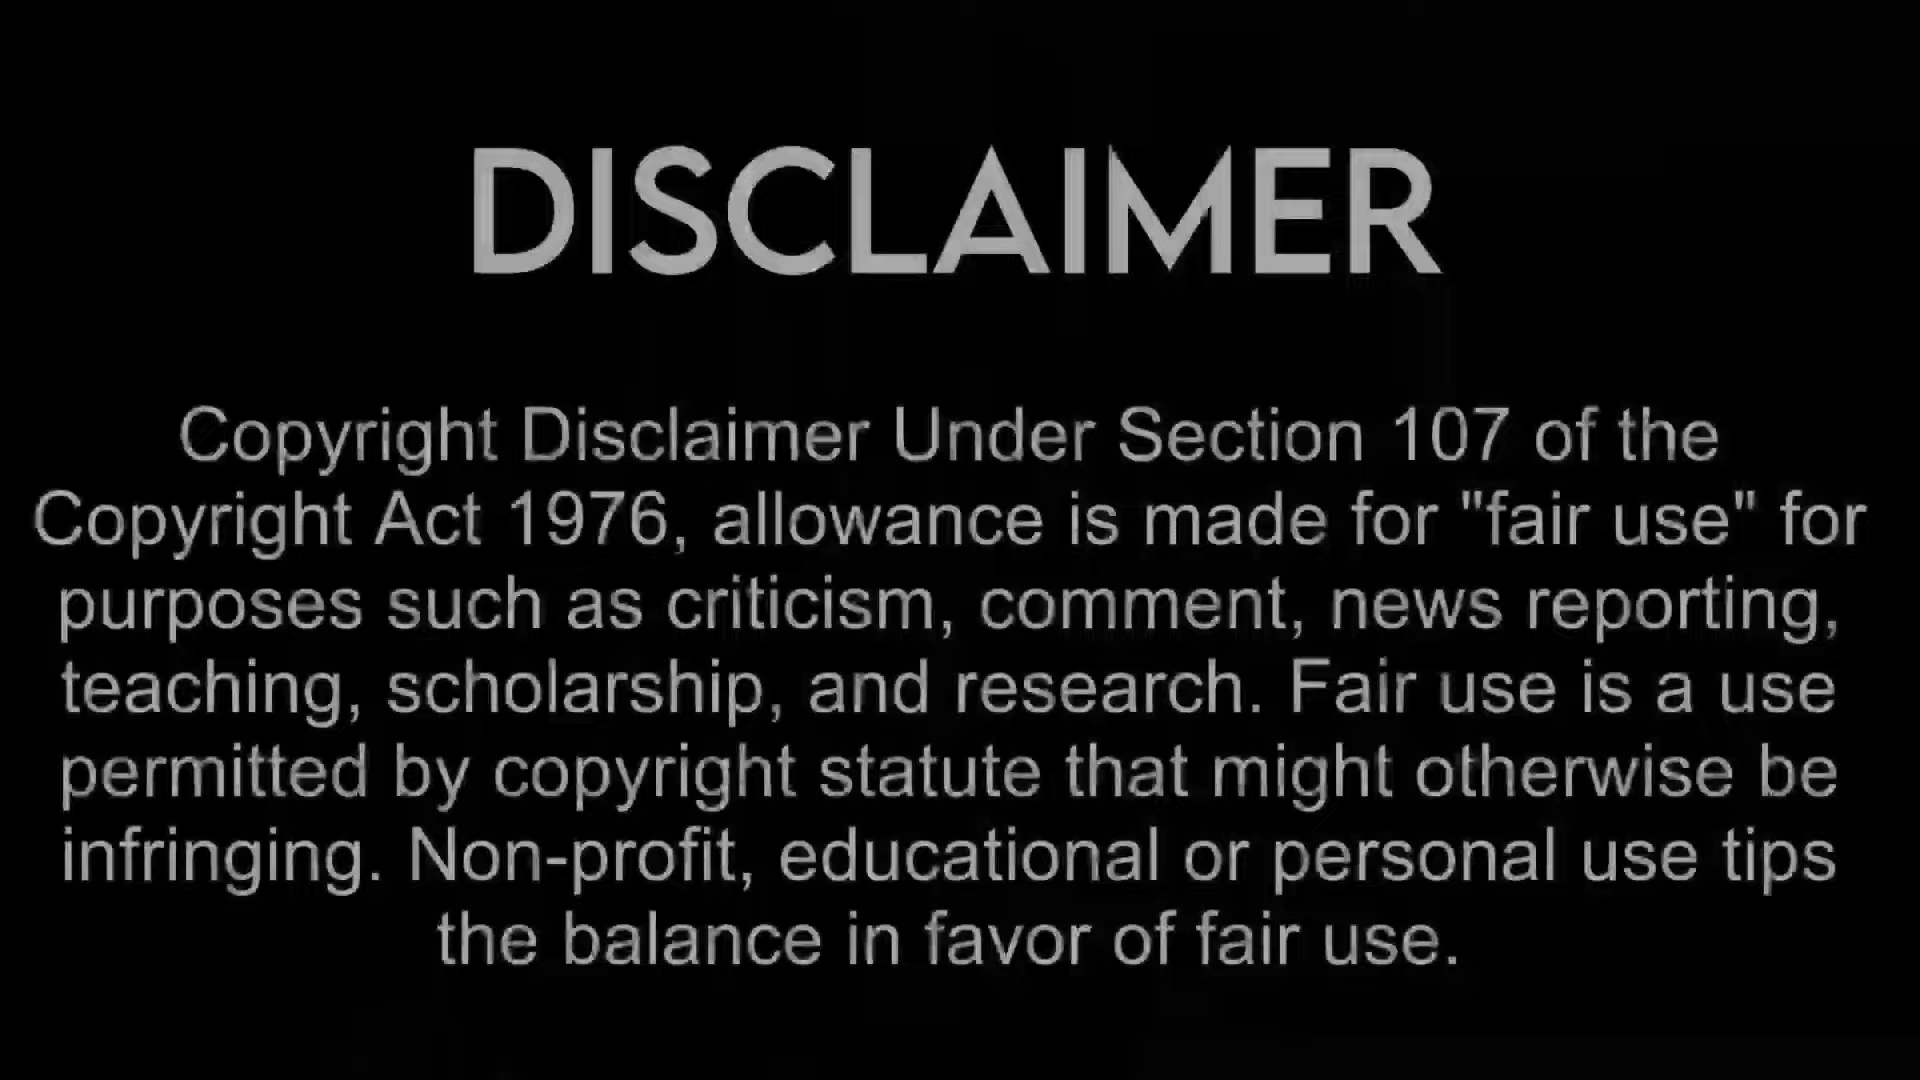 DISCLAIMER
Copyright Disclaimer Under Section 107 of the
Copyright Act 1976, allowance is made for "fair use" for
purposes such as criticism, comment, news reporting,
teaching, scholarship, and research. Fair use is a use
permitted by copyright statute that might otherwise be
infringing. Non-profit, educational or personal use tips
the balance in favor of fair use.